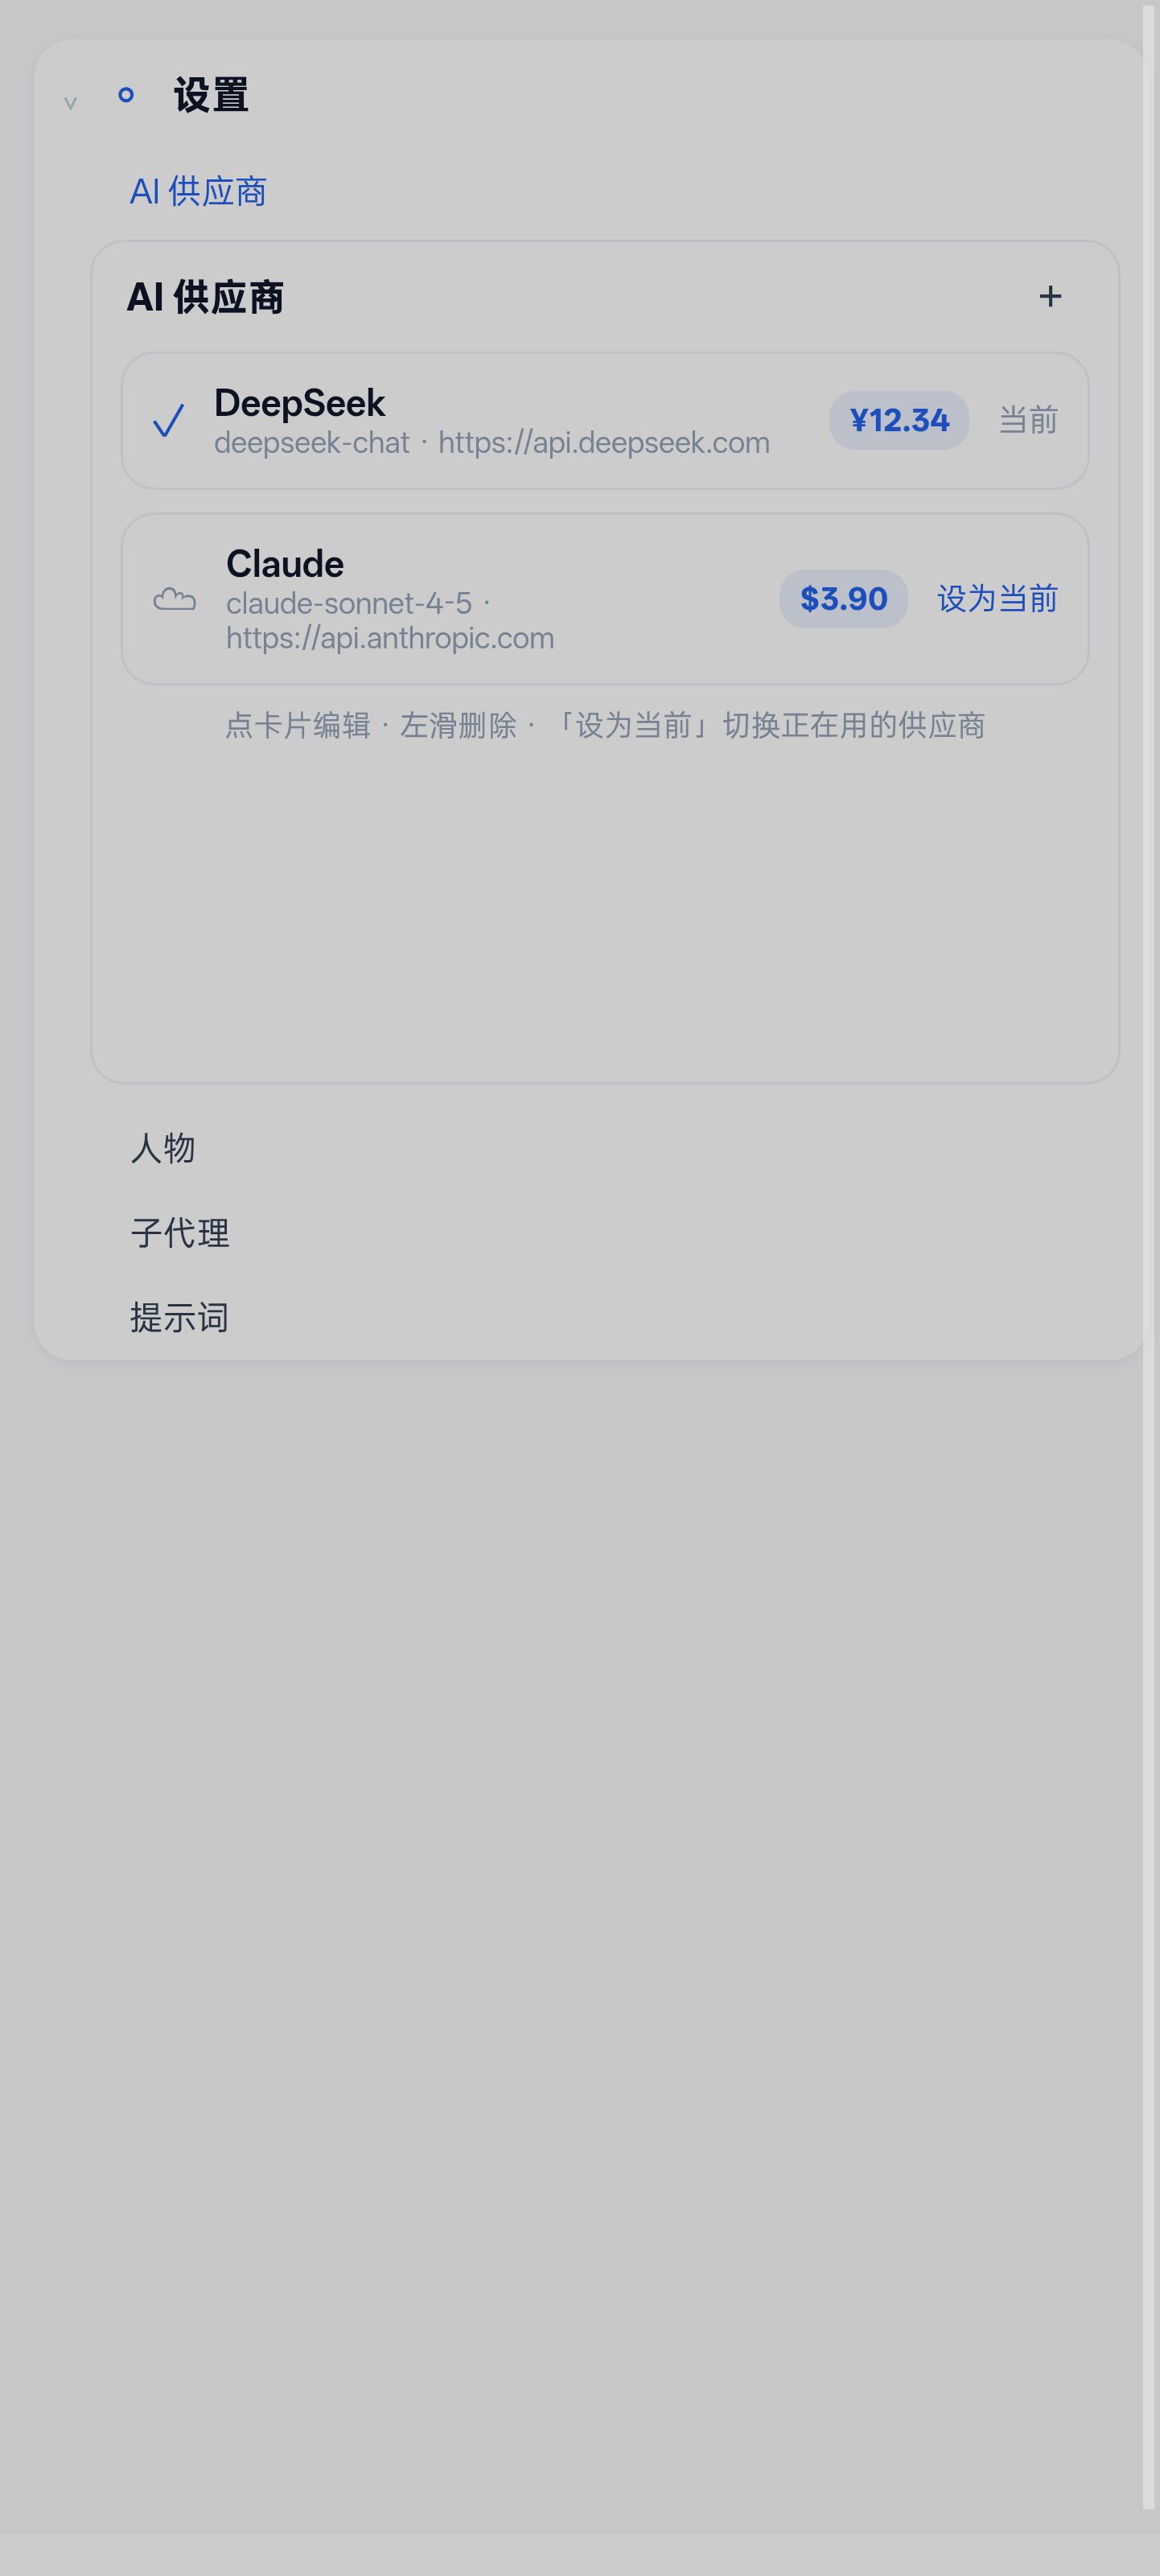 设置
AI 供应商
AI 供应商
+
DeepSeek
deepseek-chat · https://api.deepseek.com
¥12.34
当前
Claude
claude-sonnet-4-5 ·
https://api.anthropic.com
$3.90
设为当前
点卡片编辑 · 左滑删除 · 「设为当前」切换正在用的供应商
人物
子代理
提示词